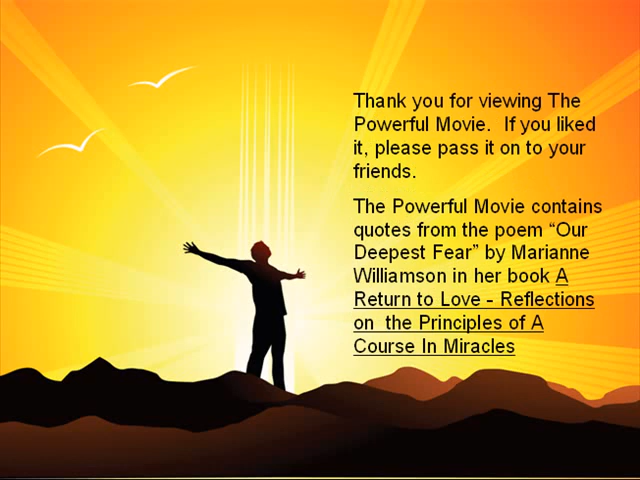 Thank you for viewing The
Powerful Movie.  If you liked
it, please pass it on to your
friends.
The Powerful Movie contains
quotes from the poem “Our
Deepest Fear” by Marianne
Williamson in her book A
Return to Love - Reflections
on  the Principles of A
Course In Miracles